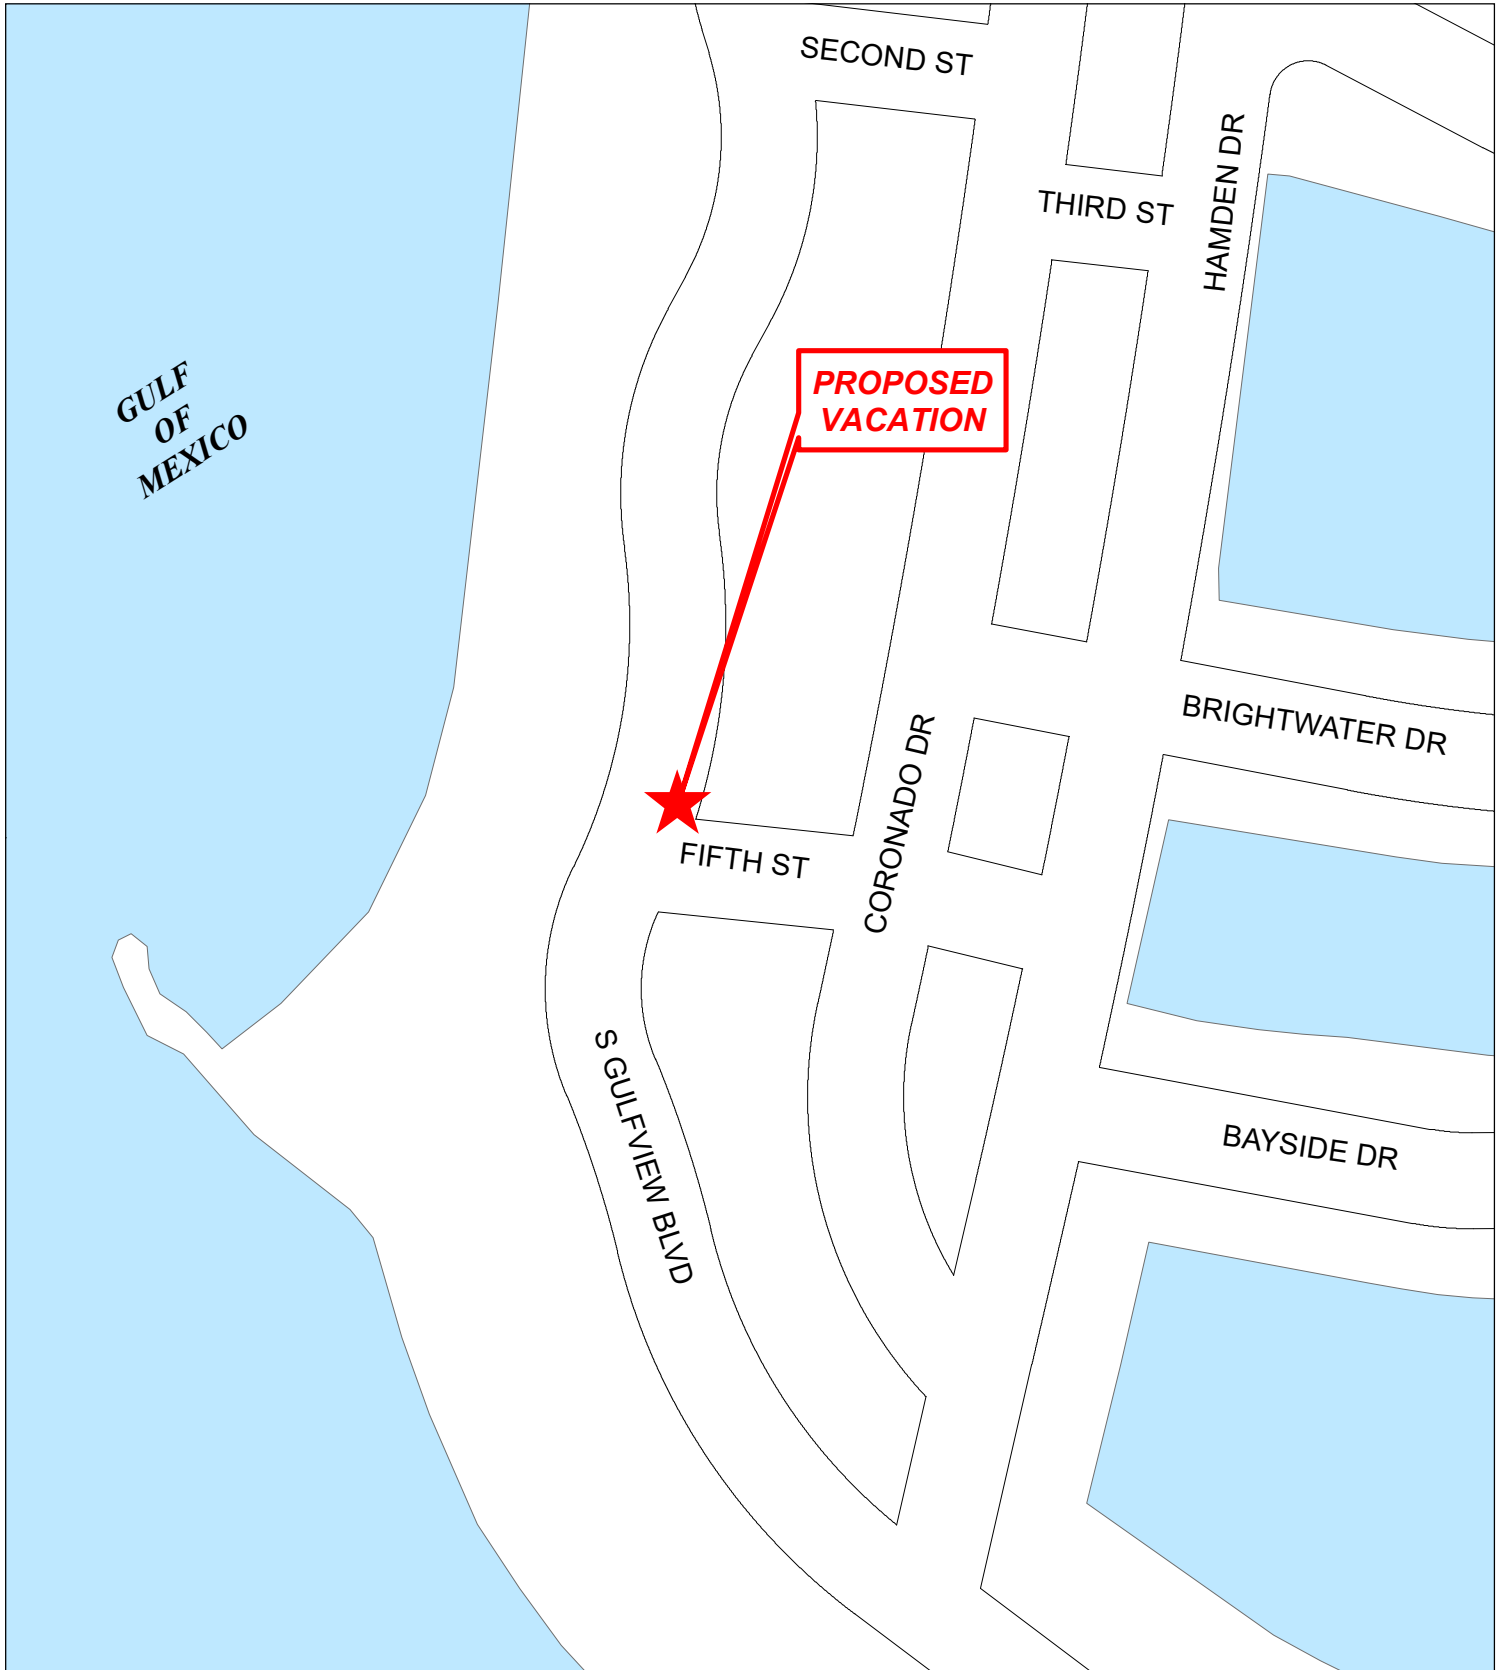 SECOND ST
HAMDEN DR
THIRD ST
GULF
OF
MEXICO
PROPOSED
VACATION
BRIGHTWATER DR
CORONADO DR
FIFTH ST
S GULFVIEW BLVD
BAYSIDE DR